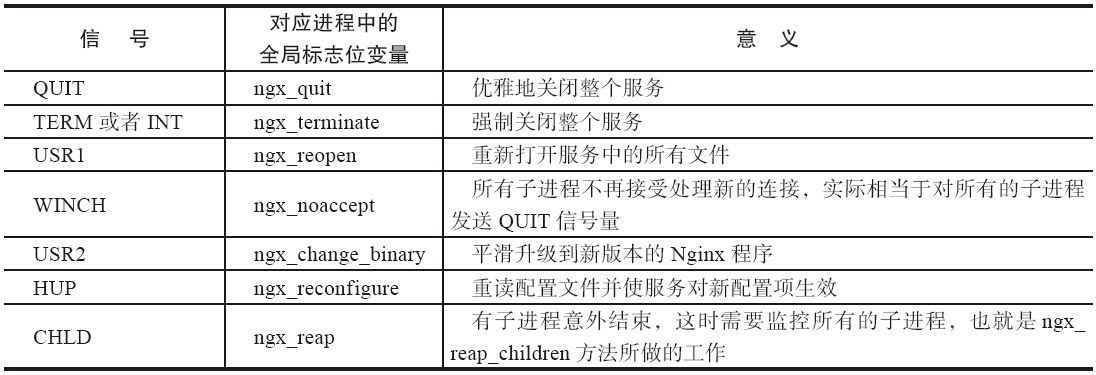 信 号 对应进程中的 意 义
全局标志位变量
QUIT ngx_quit 优雅地关闭整个服务
TERM 或者 INT ngx_terminate 强制关闭整个服务
USR1 ngx_reopen 重新打开服务中的所有文件
WINCH ngx_noaccept 所有子进程不再接受处理新的连接，实际相当于对所有的子进程
发送 QUIT 信号量
USR2 ngx_change_binary 平滑升级到新版本的 Nginx 程序
HUP ngx_reconfigure 重读配置文件并使服务对新配置项生效
CHLD ngx_reap 有子进程意外结束，这时需要监控所有的子进程，也就是 ngx_
reap_children 方法所做的工作